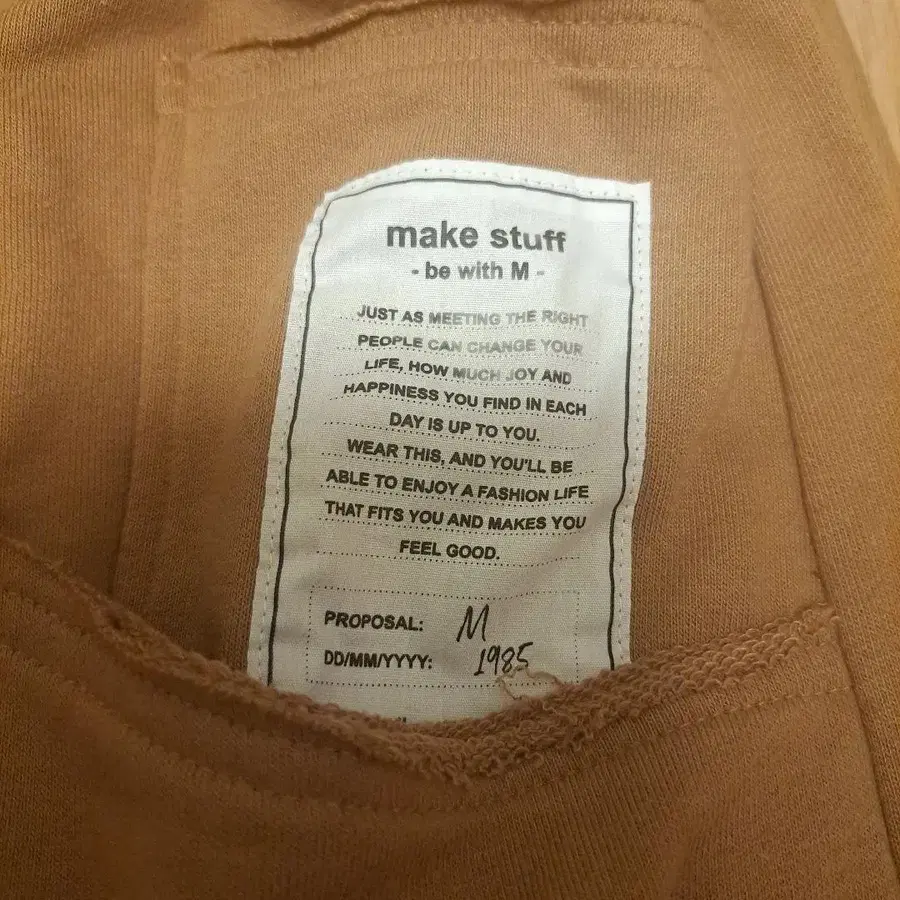 make stuff
- be with M -
JUST AS MEETING THE RIGHT
PEOPLE CAN CHANGE YOUR
LIFE, HOW MUCH JOY AND
HAPPINESS YOU FIND IN EACH
DAY IS UP TO YOU.
WEAR THIS, AND YOU'LL BE
ABLE TO ENJOY A FASHION LIFE
THAT FITS YOU AND MAKES YOU
FEEL GOOD.
PROPOSAL: M
DD/MM/YYYY: 1985